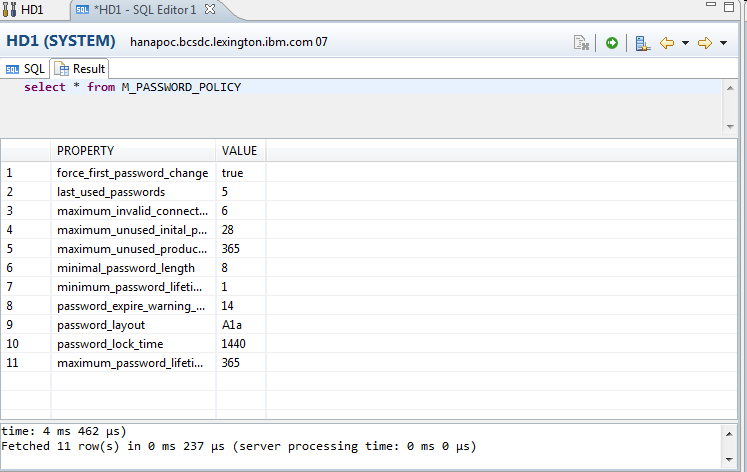 HD1 *HD1 - SQL Editor 1
HD1 (SYSTEM) hanapoc.bcsdc.lexington.ibm.com 07
SQL SQL Result
select * from M_PASSWORD_POLICY
PROPERTY VALUE
1 force_first_password_change true
2 last_used_passwords 5
3 maximum_invalid_connect... 6
4 maximum_unused_inital_p... 28
5 maximum_unused_produc... 365
6 minimal_password_length 8
7 minimum_password_lifeti... 1
8 password_expire_warning_... 14
9 password_layout A1a
10 password_lock_time 1440
11 maximum_password_lifeti... 365
time: 4 ms 462 µs)
Fetched 11 row(s) in 0 ms 237 µs (server processing time: 0 ms 0 µs)